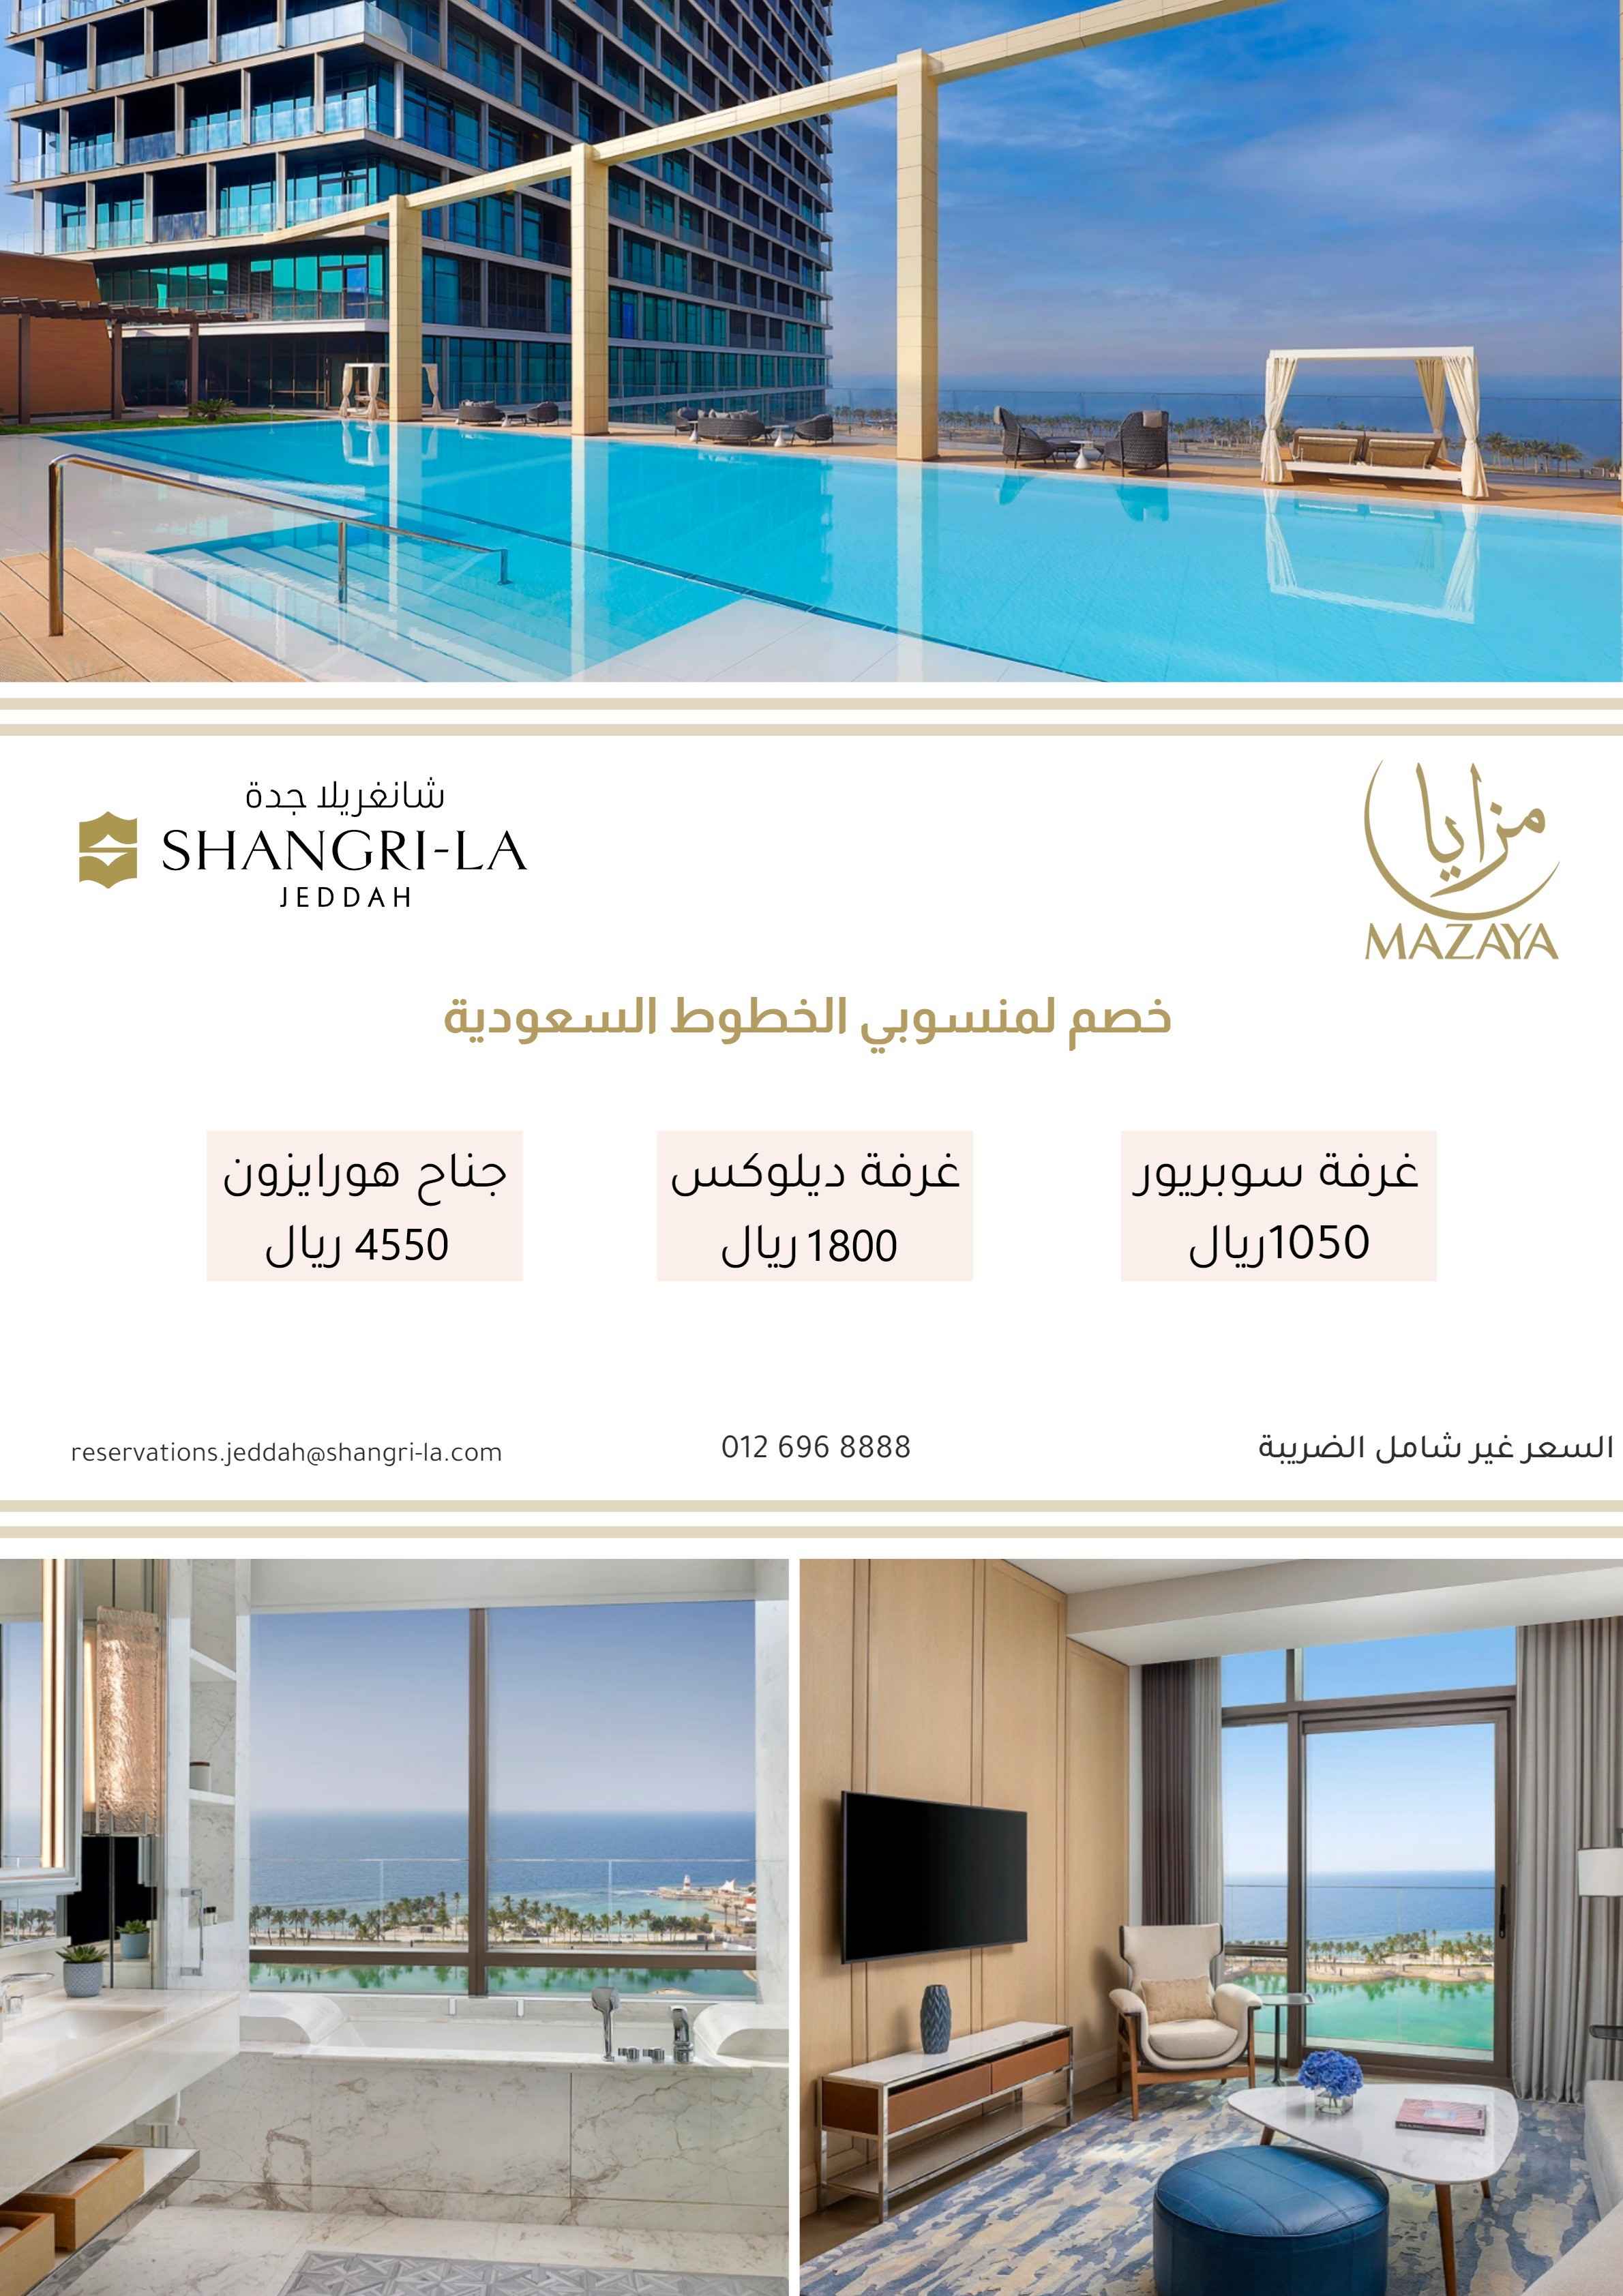 شانغريلا جدة
SHANGRI-LA
JEDDAH
مزايا
MAZAYA
خصم لمنسوبي الخطوط السعودية
غرفة سوبريور
1050ريال
غرفة ديلوكس
1800 ريال
جناح هورايزون
4550 ريال
السعر غير شامل الضريبة
012 696 8888
reservations.jeddah@shangri-la.com